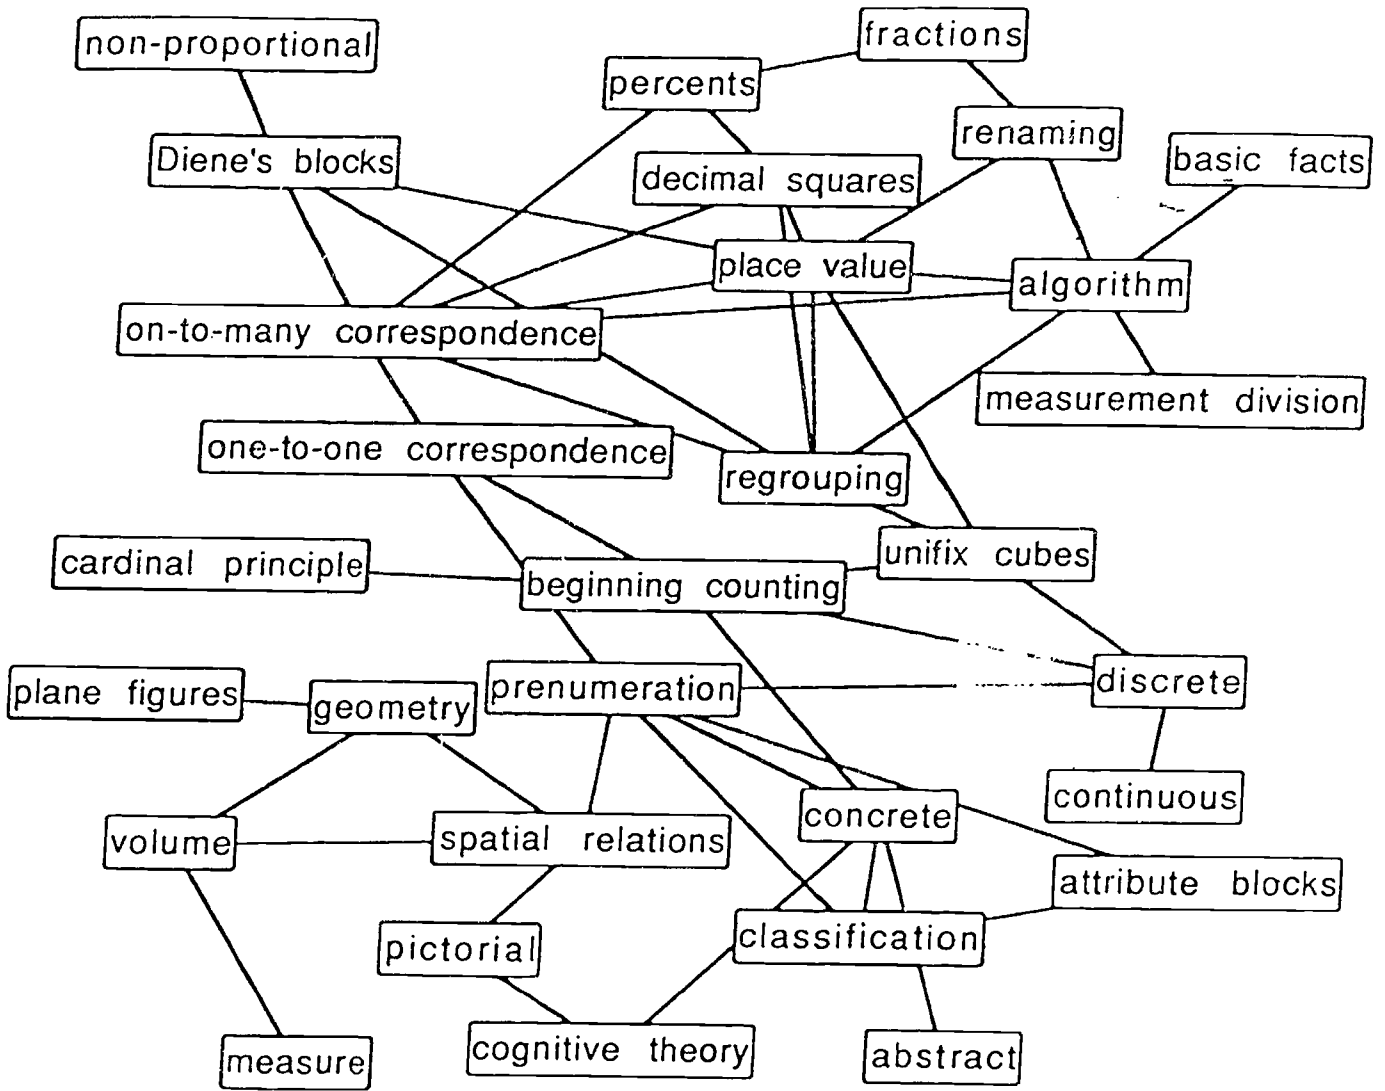 non-proportional
fractions
percents
renaming
basic facts
Diene's blocks
decimal squares
place value
algorithm
on-to-many correspondence
measurement division
one-to-one correspondence
regrouping
unifix cubes
cardinal principle
beginning counting
plane figures
geometry
prenumeration
discrete
continuous
volume
spatial relations
concrete
attribute blocks
pictorial
classification
measure
cognitive theory
abstract